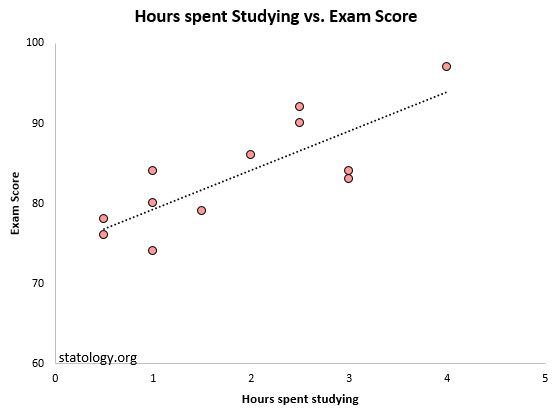 Hours spent Studying vs. Exam Score
100
90
80
70
60
Exam Score
statology.org
0 1 2 3 4 5
Hours spent studying